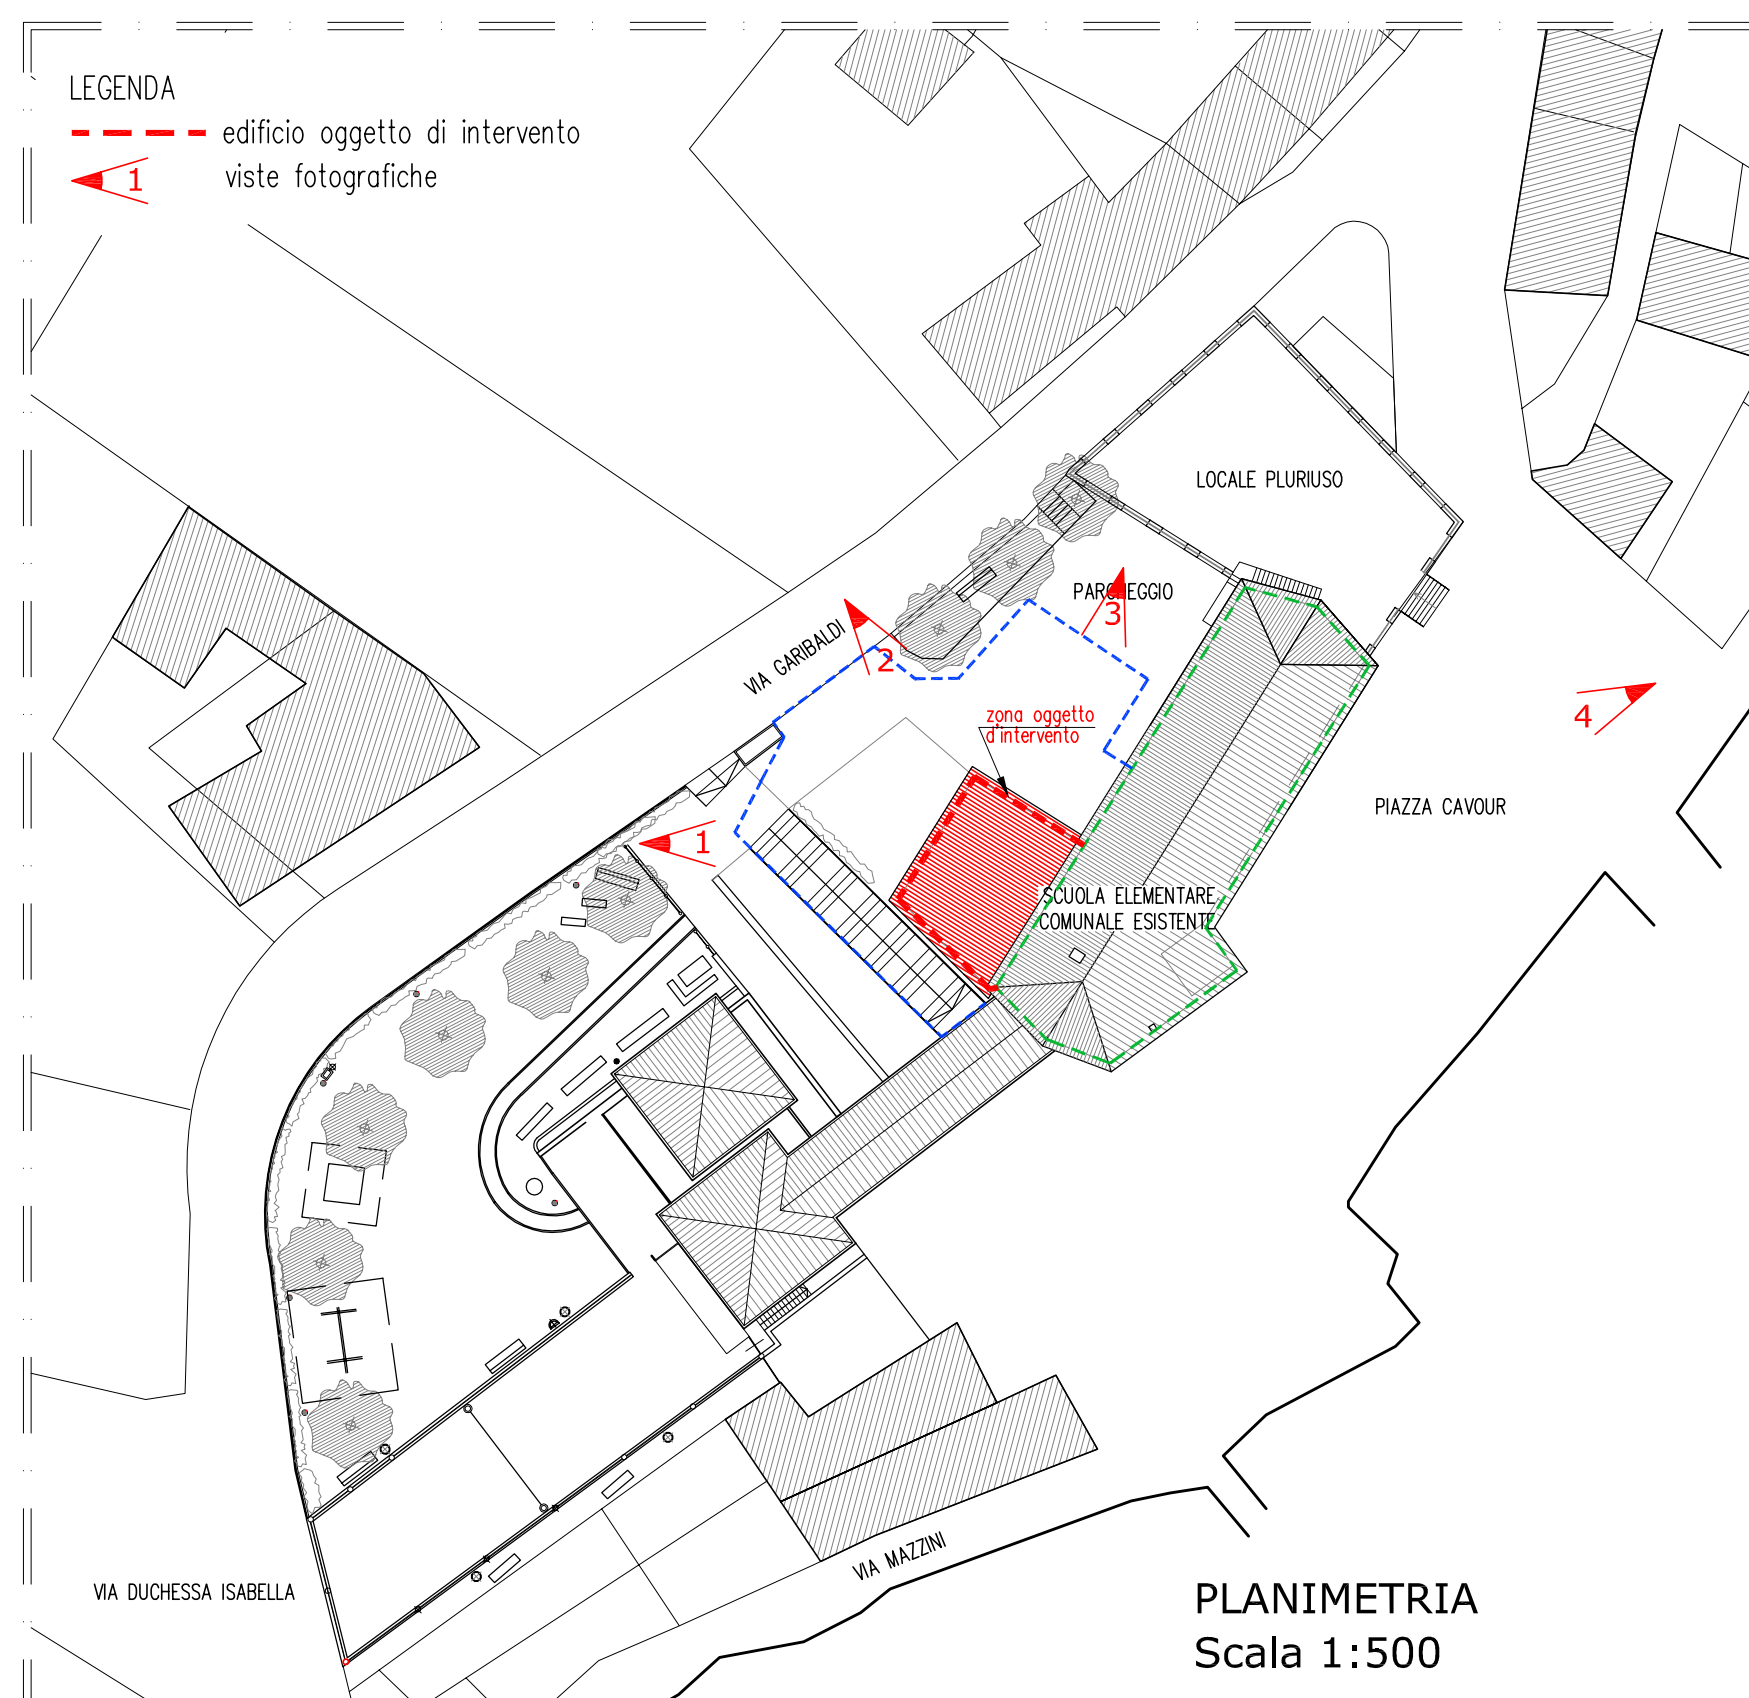 LEGENDA
edificio oggetto di intervento
1
viste fotografiche
LOCALE PLURIUSO
PARCHEGGIO
3
VIA GARIBALDI
2
4
zona oggetto
d'intervento
PIAZZA CAVOUR
1
SCUOLA ELEMENTARE
COMUNALE ESISTENTE
VIA MAZZINI
VIA DUCHESSA ISABELLA
PLANIMETRIA
Scala 1:500